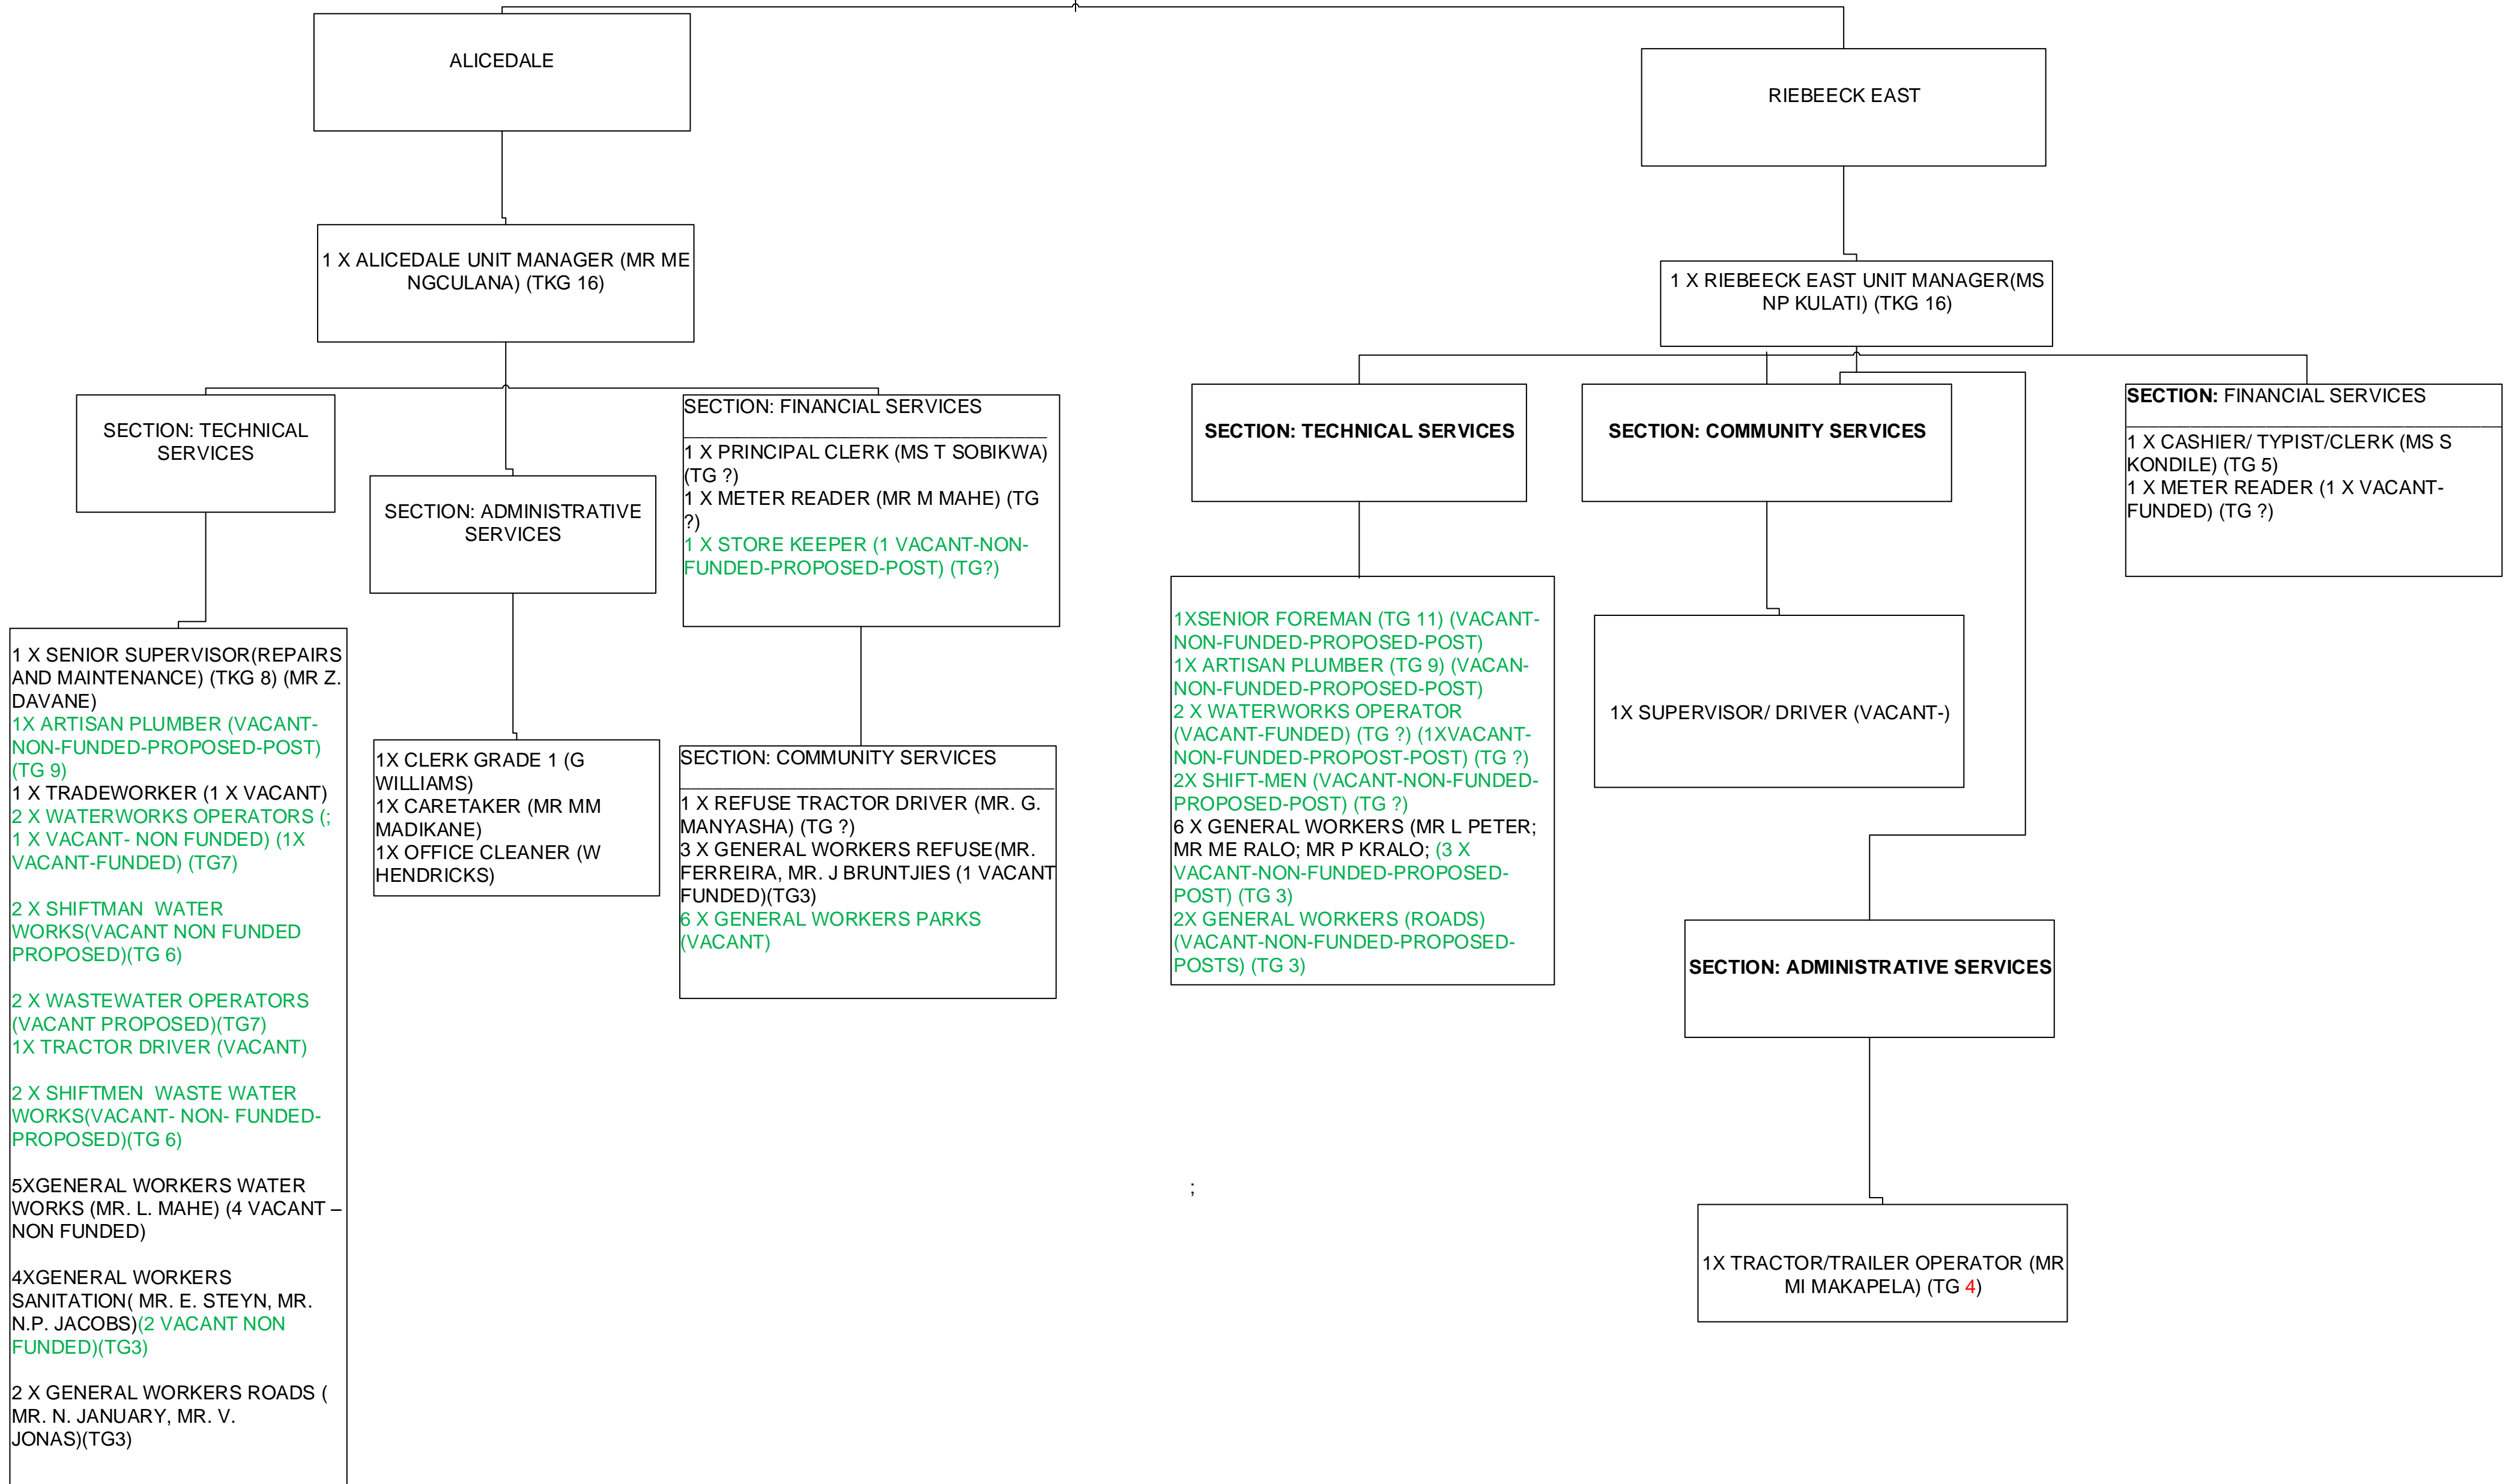 ALICEDALE
1 X ALICEDALE UNIT MANAGER (MR ME
NGCULANA) (TKG 16)
SECTION: TECHNICAL
SERVICES
1 X SENIOR SUPERVISOR(REPAIRS
AND MAINTENANCE) (TKG 8) (MR Z.
DAVANE)
1X ARTISAN PLUMBER (VACANT-
NON-FUNDED-PROPOSED-POST)
(TG 9)
1 X TRADEWORKER (1 X VACANT)
2 X WATERWORKS OPERATORS (;
1 X VACANT- NON FUNDED) (1X
VACANT-FUNDED) (TG7)
2 X SHIFTMAN  WATER
WORKS(VACANT NON FUNDED
PROPOSED)(TG 6)
2 X WASTEWATER OPERATORS
(VACANT PROPOSED)(TG7)
1X TRACTOR DRIVER (VACANT)
2 X SHIFTMEN  WASTE WATER
WORKS(VACANT- NON- FUNDED-
PROPOSED)(TG 6)
5XGENERAL WORKERS WATER
WORKS (MR. L. MAHE) (4 VACANT –
NON FUNDED)
4XGENERAL WORKERS
SANITATION( MR. E. STEYN, MR.
N.P. JACOBS)(2 VACANT NON
FUNDED)(TG3)
2 X GENERAL WORKERS ROADS (
MR. N. JANUARY, MR. V.
JONAS)(TG3)
SECTION: ADMINISTRATIVE
SERVICES
1X CLERK GRADE 1 (G
WILLIAMS)
1X CARETAKER (MR MM
MADIKANE)
1X OFFICE CLEANER (W
HENDRICKS)
SECTION: FINANCIAL SERVICES
1 X PRINCIPAL CLERK (MS T SOBIKWA)
(TG ?)
1 X METER READER (MR M MAHE) (TG
?)
1 X STORE KEEPER (1 VACANT-NON-
FUNDED-PROPOSED-POST) (TG?)
SECTION: COMMUNITY SERVICES
1 X REFUSE TRACTOR DRIVER (MR. G.
MANYASHA) (TG ?)
3 X GENERAL WORKERS REFUSE(MR.
FERREIRA, MR. J BRUNTJIES (1 VACANT
FUNDED)(TG3)
6 X GENERAL WORKERS PARKS
(VACANT)
RIEBEECK EAST
1 X RIEBEECK EAST UNIT MANAGER(MS
NP KULATI) (TKG 16)
SECTION: TECHNICAL SERVICES
1XSENIOR FOREMAN (TG 11) (VACANT-
NON-FUNDED-PROPOSED-POST)
1X ARTISAN PLUMBER (TG 9) (VACAN-
NON-FUNDED-PROPOSED-POST)
2 X WATERWORKS OPERATOR
(VACANT-FUNDED) (TG ?) (1XVACANT-
NON-FUNDED-PROPOST-POST) (TG ?)
2X SHIFT-MEN (VACANT-NON-FUNDED-
PROPOSED-POST) (TG ?)
6 X GENERAL WORKERS (MR L PETER;
MR ME RALO; MR P KRALO; (3 X
VACANT-NON-FUNDED-PROPOSED-
POST) (TG 3)
2X GENERAL WORKERS (ROADS)
(VACANT-NON-FUNDED-PROPOSED-
POSTS) (TG 3)
;
SECTION: COMMUNITY SERVICES
1X SUPERVISOR/ DRIVER (VACANT-)
SECTION: ADMINISTRATIVE SERVICES
1X TRACTOR/TRAILER OPERATOR (MR
MI MAKAPELA) (TG 4)
SECTION: FINANCIAL SERVICES
1 X CASHIER/ TYPIST/CLERK (MS S
KONDILE) (TG 5)
1 X METER READER (1 X VACANT-
FUNDED) (TG ?)